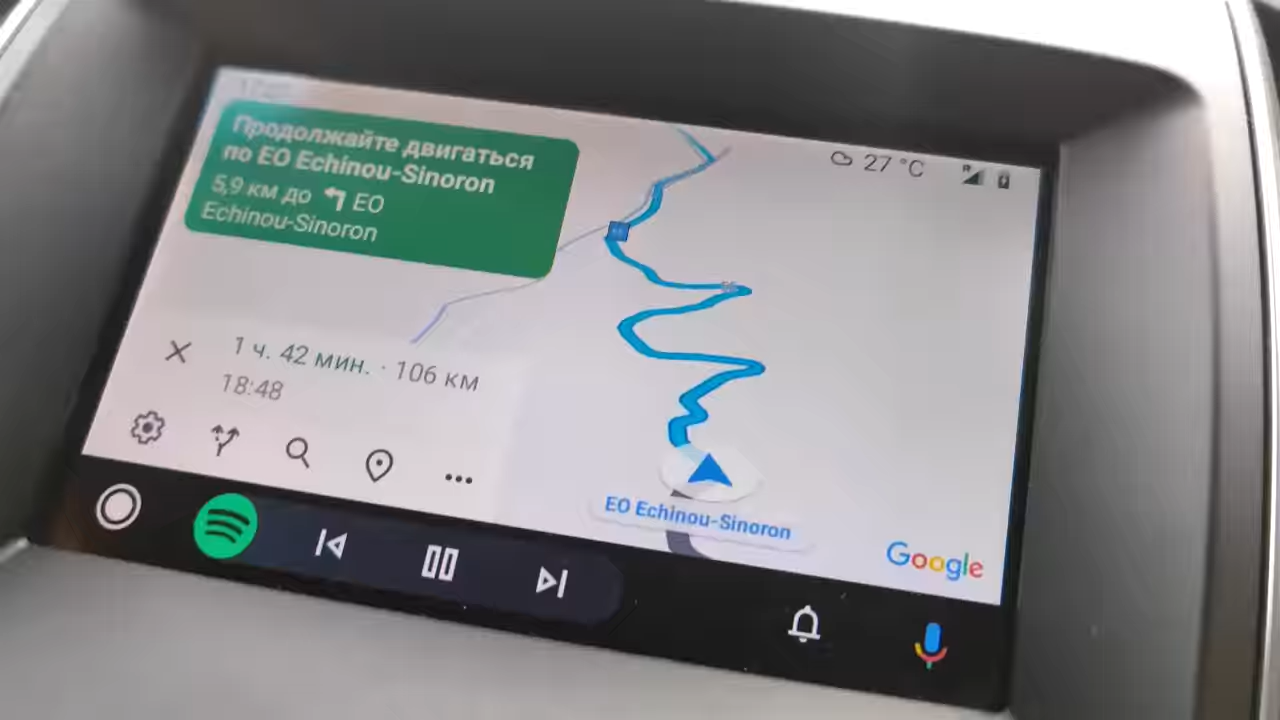 Продолжайте двигаться
по EO Echinou-Sinoron
5,9 км до EO
Echinou-Sinoron
27 °C
1 ч. 42 мин. · 106 км
18:48
EO Echinou-Sinoron
Google